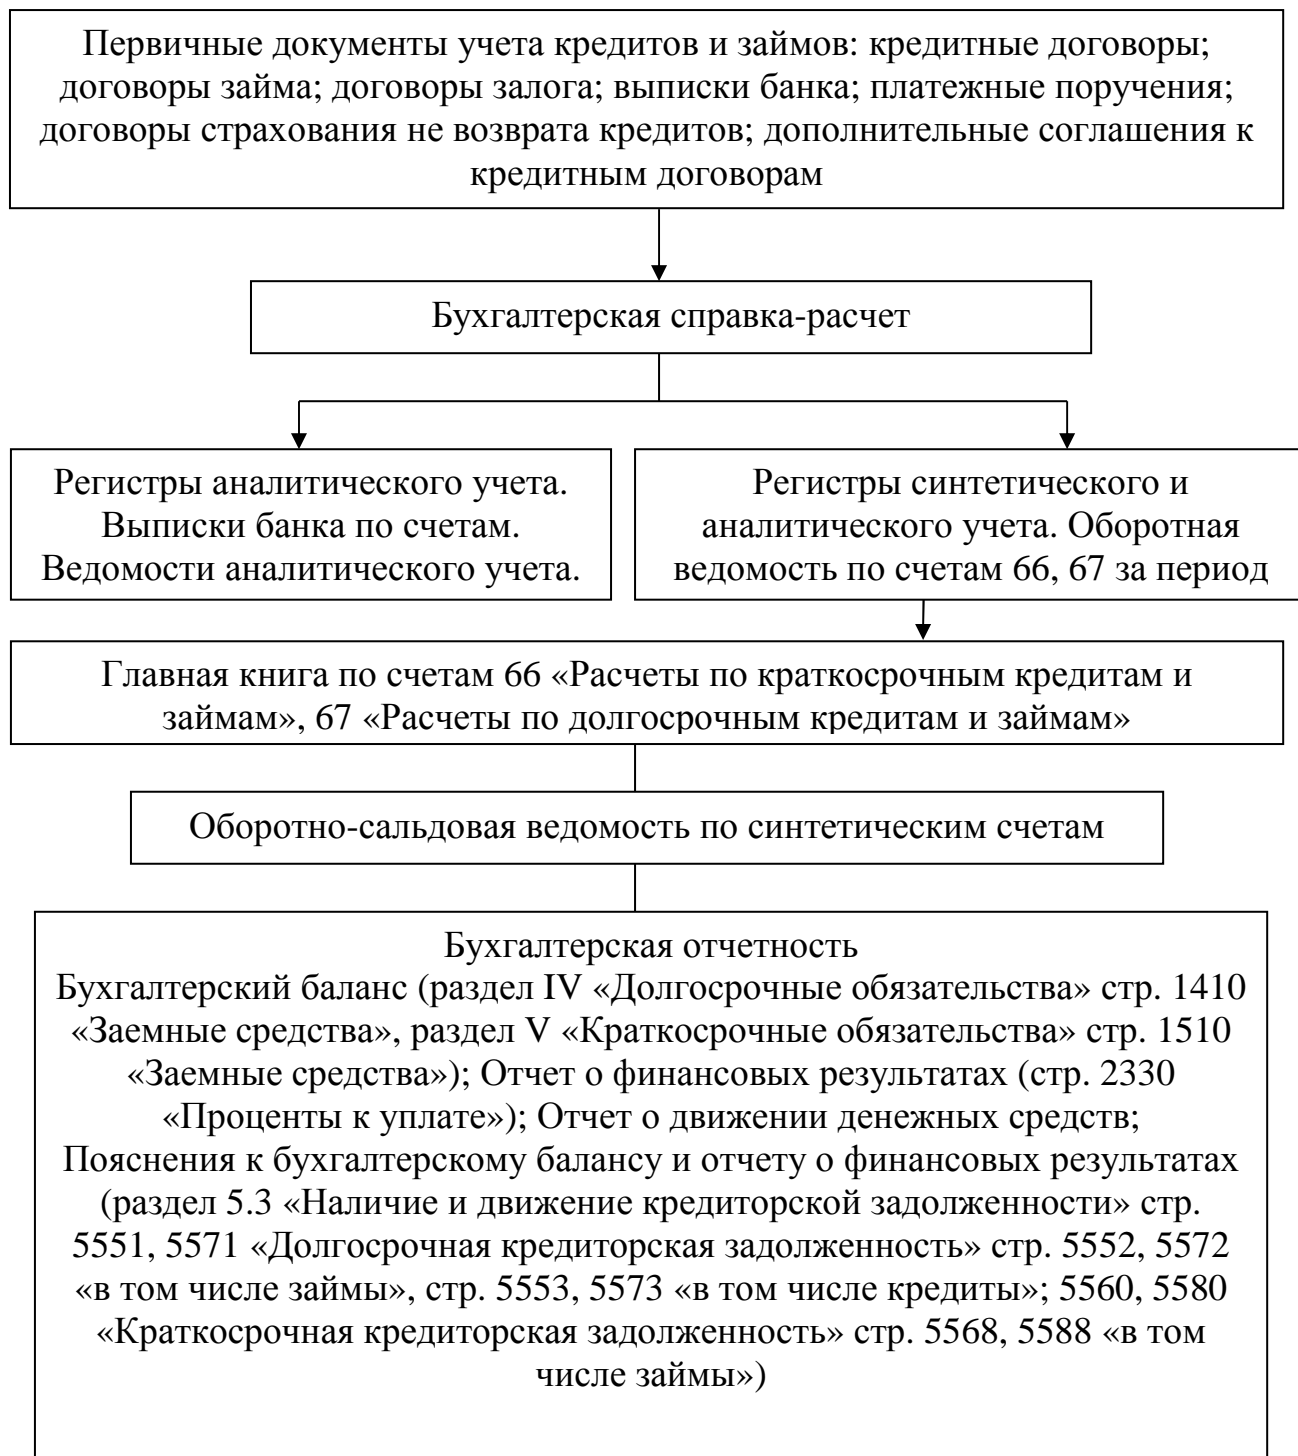 Первичные документы учета кредитов и займов: кредитные договоры;
договоры займа; договоры залога; выписки банка; платежные поручения;
договоры страхования не возврата кредитов; дополнительные соглашения к
кредитным договорам
Бухгалтерская справка-расчет
Регистры аналитического учета.
Выписки банка по счетам.
Ведомости аналитического учета.
Регистры синтетического и
аналитического учета. Оборотная
ведомость по счетам 66, 67 за период
Главная книга по счетам 66 «Расчеты по краткосрочным кредитам и
займам», 67 «Расчеты по долгосрочным кредитам и займам»
Оборотно-сальдовая ведомость по синтетическим счетам
Бухгалтерская отчетность
Бухгалтерский баланс (раздел IV «Долгосрочные обязательства» стр. 1410
«Заемные средства», раздел V «Краткосрочные обязательства» стр. 1510
«Заемные средства»); Отчет о финансовых результатах (стр. 2330
«Проценты к уплате»); Отчет о движении денежных средств;
Пояснения к бухгалтерскому балансу и отчету о финансовых результатах
(раздел 5.3 «Наличие и движение кредиторской задолженности» стр.
5551, 5571 «Долгосрочная кредиторская задолженность» стр. 5552, 5572
«в том числе займы», стр. 5553, 5573 «в том числе кредиты»; 5560, 5580
«Краткосрочная кредиторская задолженность» стр. 5568, 5588 «в том
числе займы»)